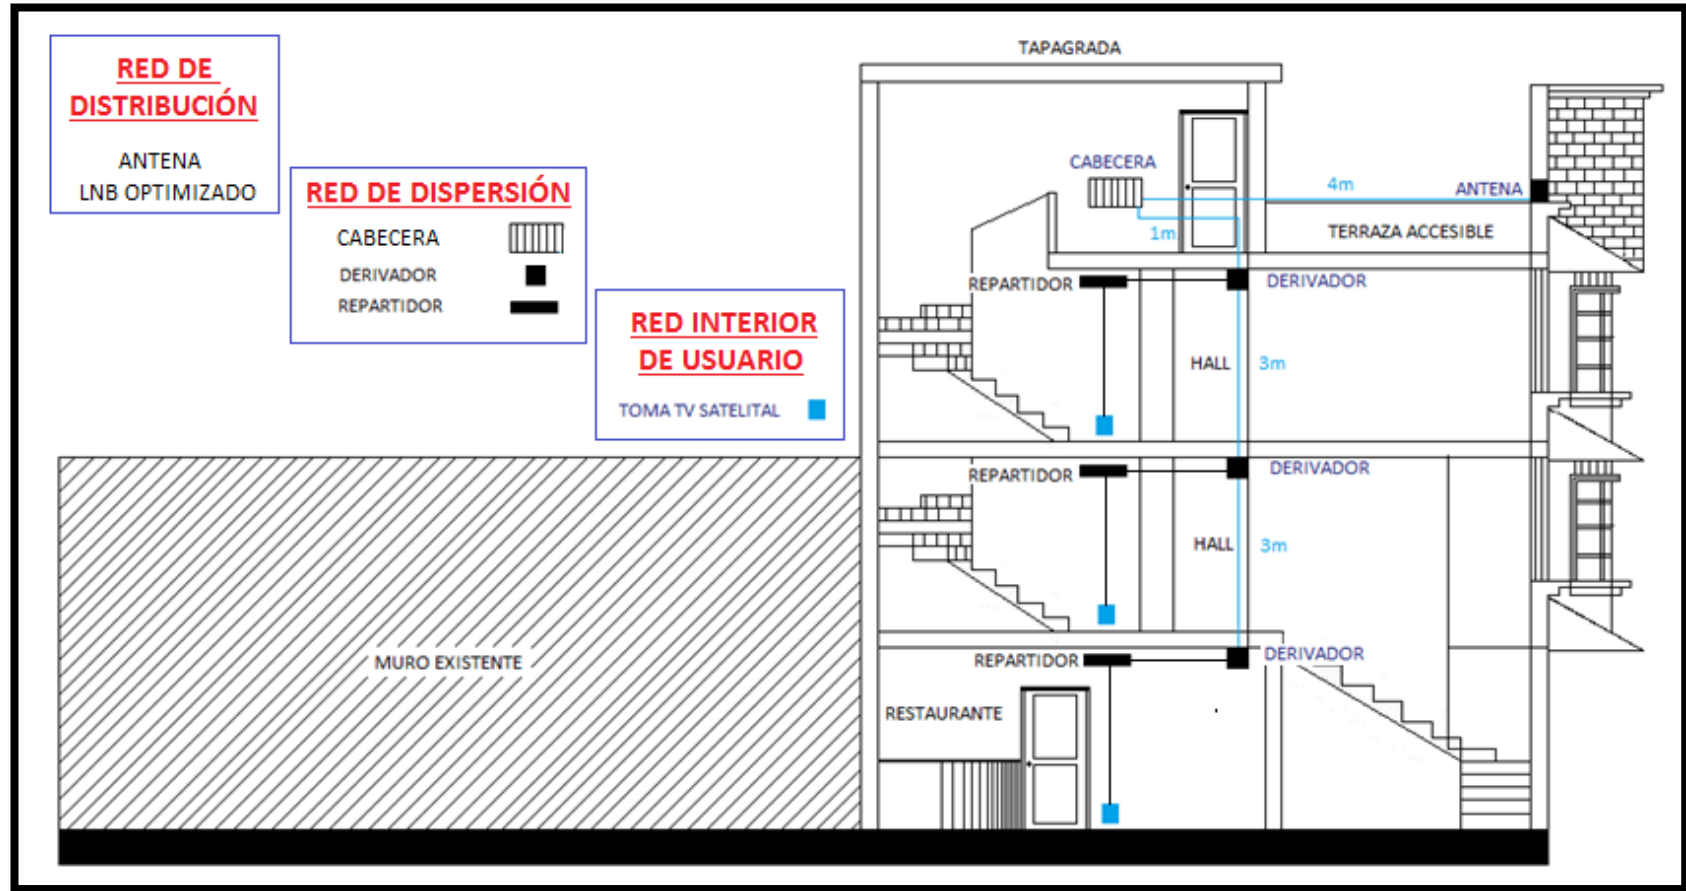 RED DE
DISTRIBUCIÓN
ANTENA
LNB OPTIMIZADO
RED DE DISPERSIÓN
CABECERA
DERIVADOR
REPARTIDOR
RED INTERIOR
DE USUARIO
TOMA TV SATELITAL
TAPAGRADA
CABECERA
4m
ANTENA
1m
TERRAZA ACCESIBLE
REPARTIDOR
DERIVADOR
HALL
3m
REPARTIDOR
DERIVADOR
HALL
3m
MURO EXISTENTE
REPARTIDOR
DERIVADOR
RESTAURANTE